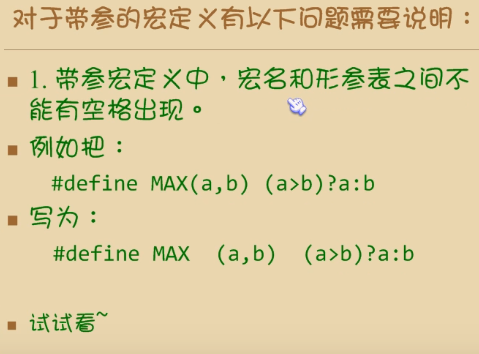 对于带参的宏定义有以下问题需要说明：
1. 带参宏定义中，宏名和形参表之间不
能有空格出现。
例如把：
#define MAX(a,b) (a>b)?a:b
写为：
#define MAX  (a,b)  (a>b)?a:b
试试看~